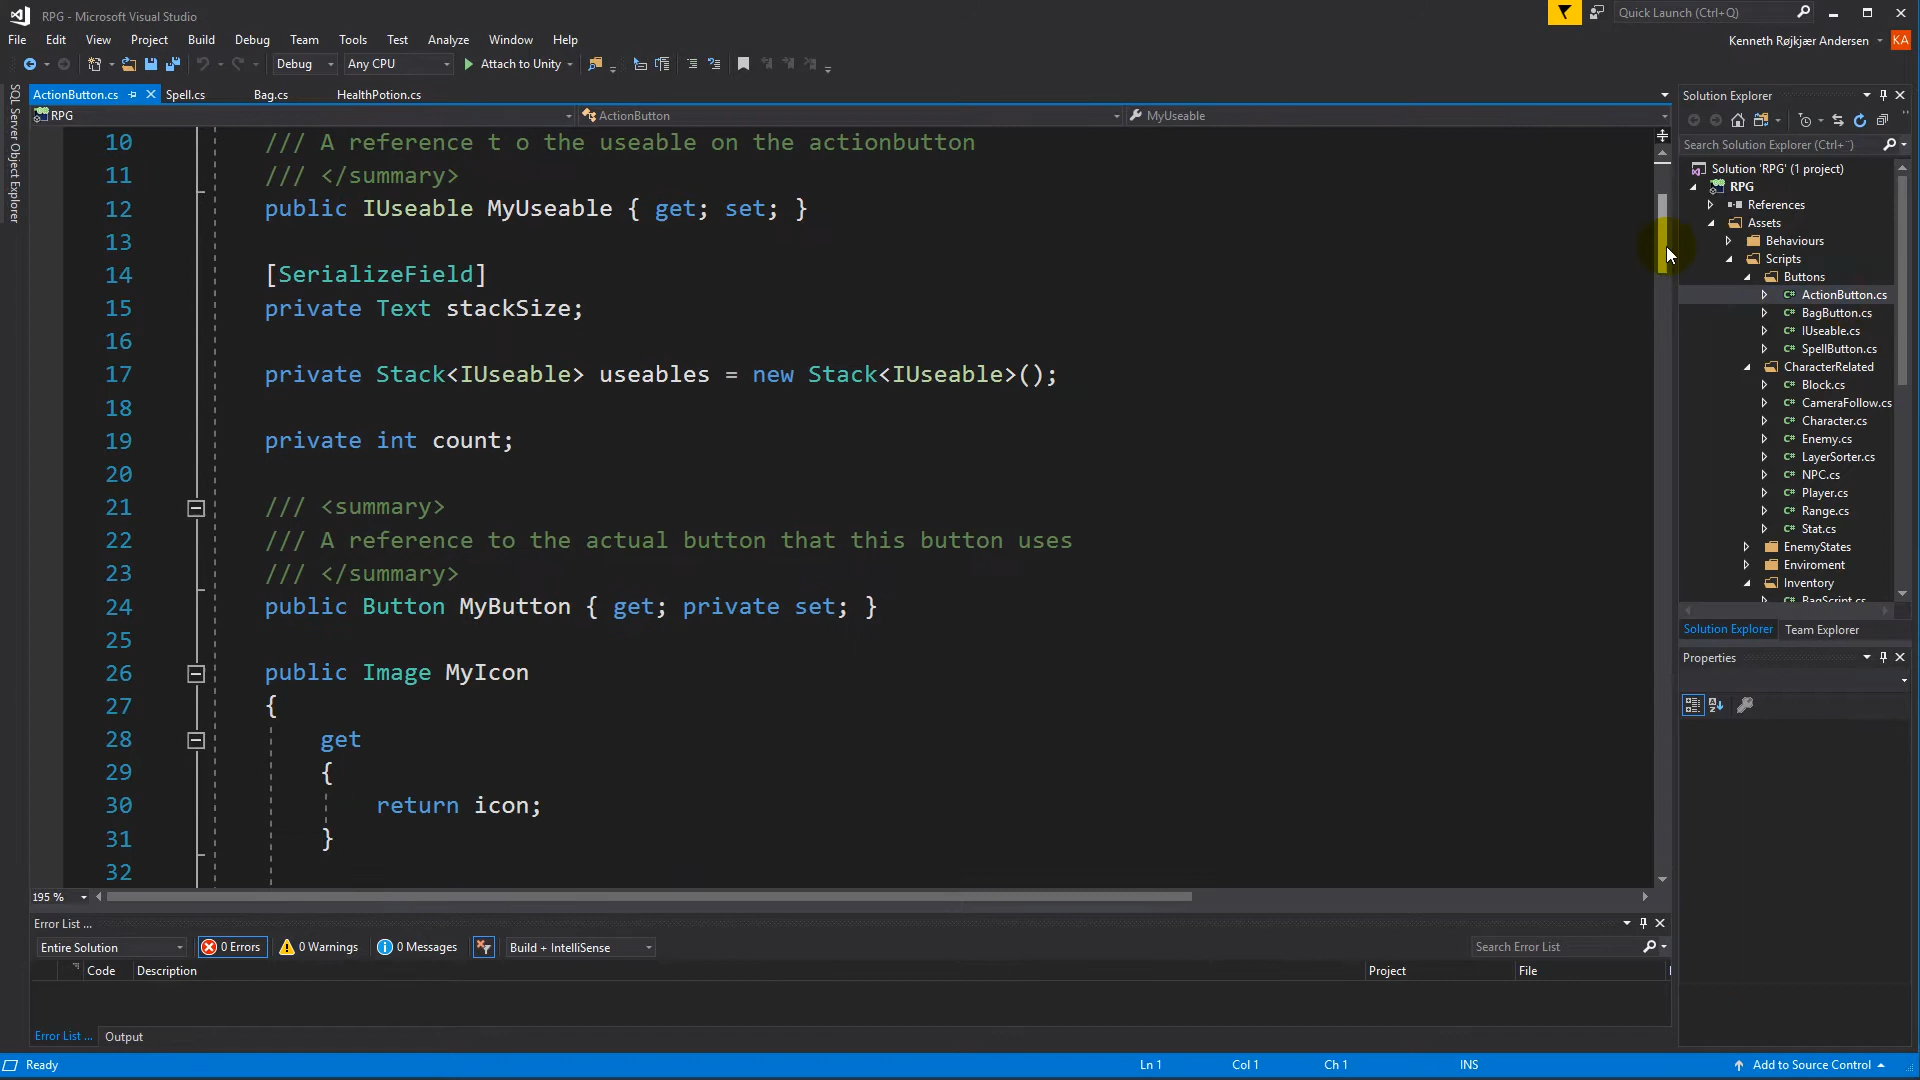 RPG - Microsoft Visual Studio
Quick Launch (Ctrl+Q)
File Edit View Project Build Debug Team Tools Test Analyze Window Help
Kenneth Røjkjær Andersen KA
Debug Any CPU Attach to Unity
SQL Server Object Explorer
ActionButton.cs Spell.cs Bag.cs HealthPotion.cs
RPG ActionButton MyUseable
10 /// A reference t o the useable on the actionbutton
11 /// </summary>
12 public IUseable MyUseable { get; set; }
13
14 [SerializeField]
15 private Text stackSize;
16
17 private Stack<IUseable> useables = new Stack<IUseable>();
18
19 private int count;
20
21 /// <summary>
22 /// A reference to the actual button that this button uses
23 /// </summary>
24 public Button MyButton { get; private set; }
25
26 public Image MyIcon
27 {
28 get
29 {
30 return icon;
31 }
32
195 %
Solution Explorer
Search Solution Explorer (Ctrl+¨)
Solution 'RPG' (1 project)
RPG
References
Assets
Behaviours
Scripts
Buttons
C# ActionButton.cs
C# BagButton.cs
C# IUseable.cs
C# SpellButton.cs
CharacterRelated
C# Block.cs
C# CameraFollow.cs
C# Character.cs
C# Enemy.cs
C# LayerSorter.cs
C# NPC.cs
C# Player.cs
C# Range.cs
C# Stat.cs
EnemyStates
Enviroment
Inventory
C# BagScript.cs
Solution Explorer Team Explorer
Properties
Error List ...
Entire Solution 0 Errors 0 Warnings 0 Messages Build + IntelliSense Search Error List
Code Description Project File
Error List ... Output
Ready Ln 1 Col 1 Ch 1 INS Add to Source Control